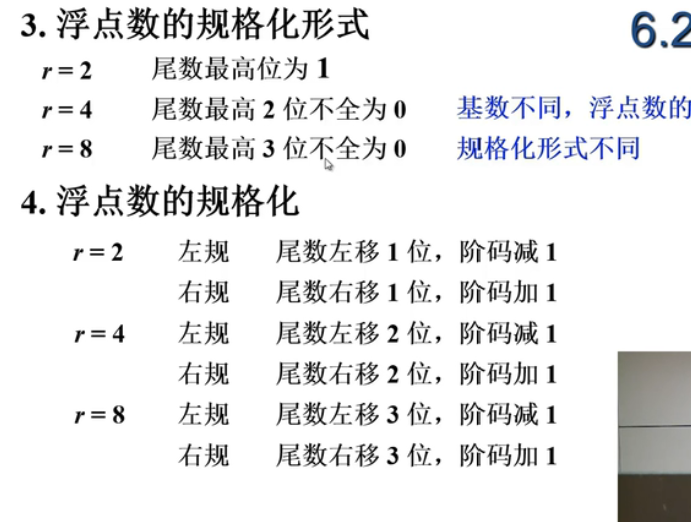 3. 浮点数的规格化形式
6.2
r = 2 尾数最高位为 1
r = 4 尾数最高 2 位不全为 0 基数不同，浮点数的
r = 8 尾数最高 3 位不全为 0 规格化形式不同
4. 浮点数的规格化
r = 2 左规 尾数左移 1 位，阶码减 1
右规 尾数右移 1 位，阶码加 1
r = 4 左规 尾数左移 2 位，阶码减 1
右规 尾数右移 2 位，阶码加 1
r = 8 左规 尾数左移 3 位，阶码减 1
右规 尾数右移 3 位，阶码加 1